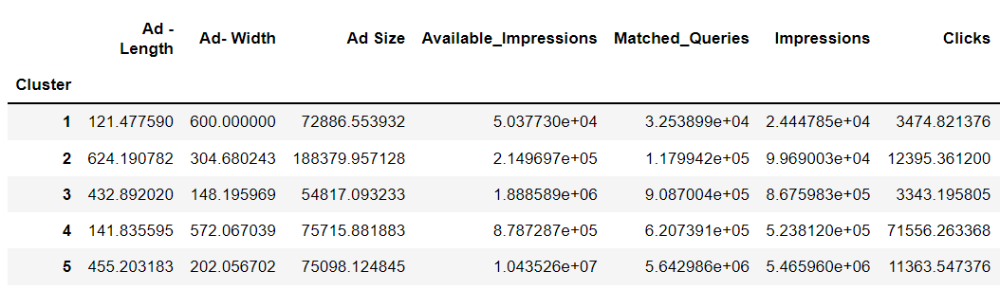 Ad - Length Ad- Width Ad Size Available_Impressions Matched_Queries Impressions Clicks
Cluster
1 121.477590 600.000000 72886.553932 5.037730e+04 3.253899e+04 2.444785e+04 3474.821376
2 624.190782 304.680243 188379.957128 2.149697e+05 1.179942e+05 9.969003e+04 12395.361200
3 432.892020 148.195969 54817.093233 1.888589e+06 9.087004e+05 8.675983e+05 3343.195805
4 141.835595 572.067039 75715.881883 8.787287e+05 6.207391e+05 5.238120e+05 71556.263368
5 455.203183 202.056702 75098.124845 1.043526e+07 5.642986e+06 5.465960e+06 11363.547376